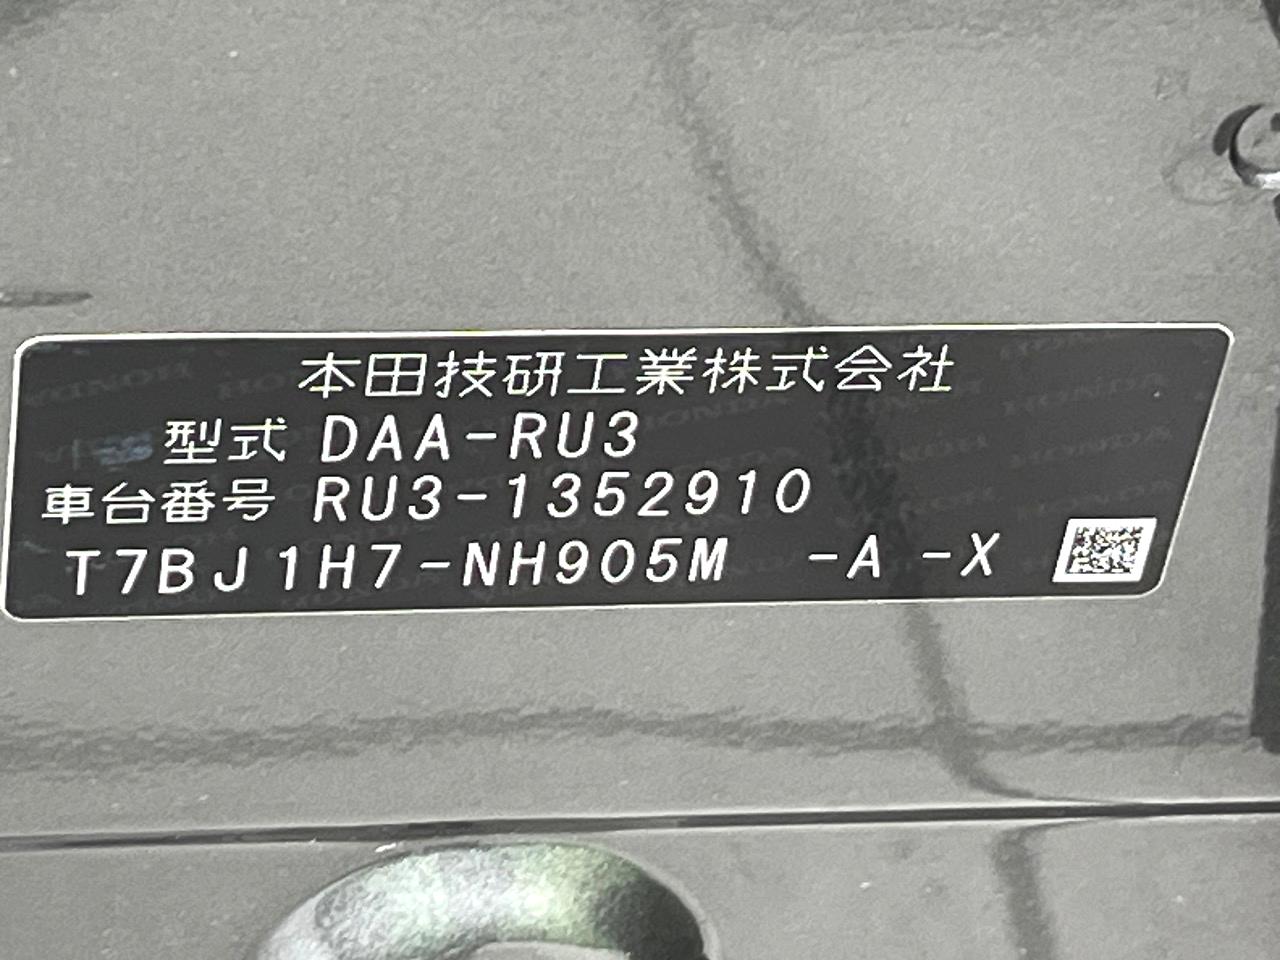 本田技研工業株式会社
型式 DAA-RU3
車台番号 RU3-1352910
T7BJ1H7-NH905M -A -X